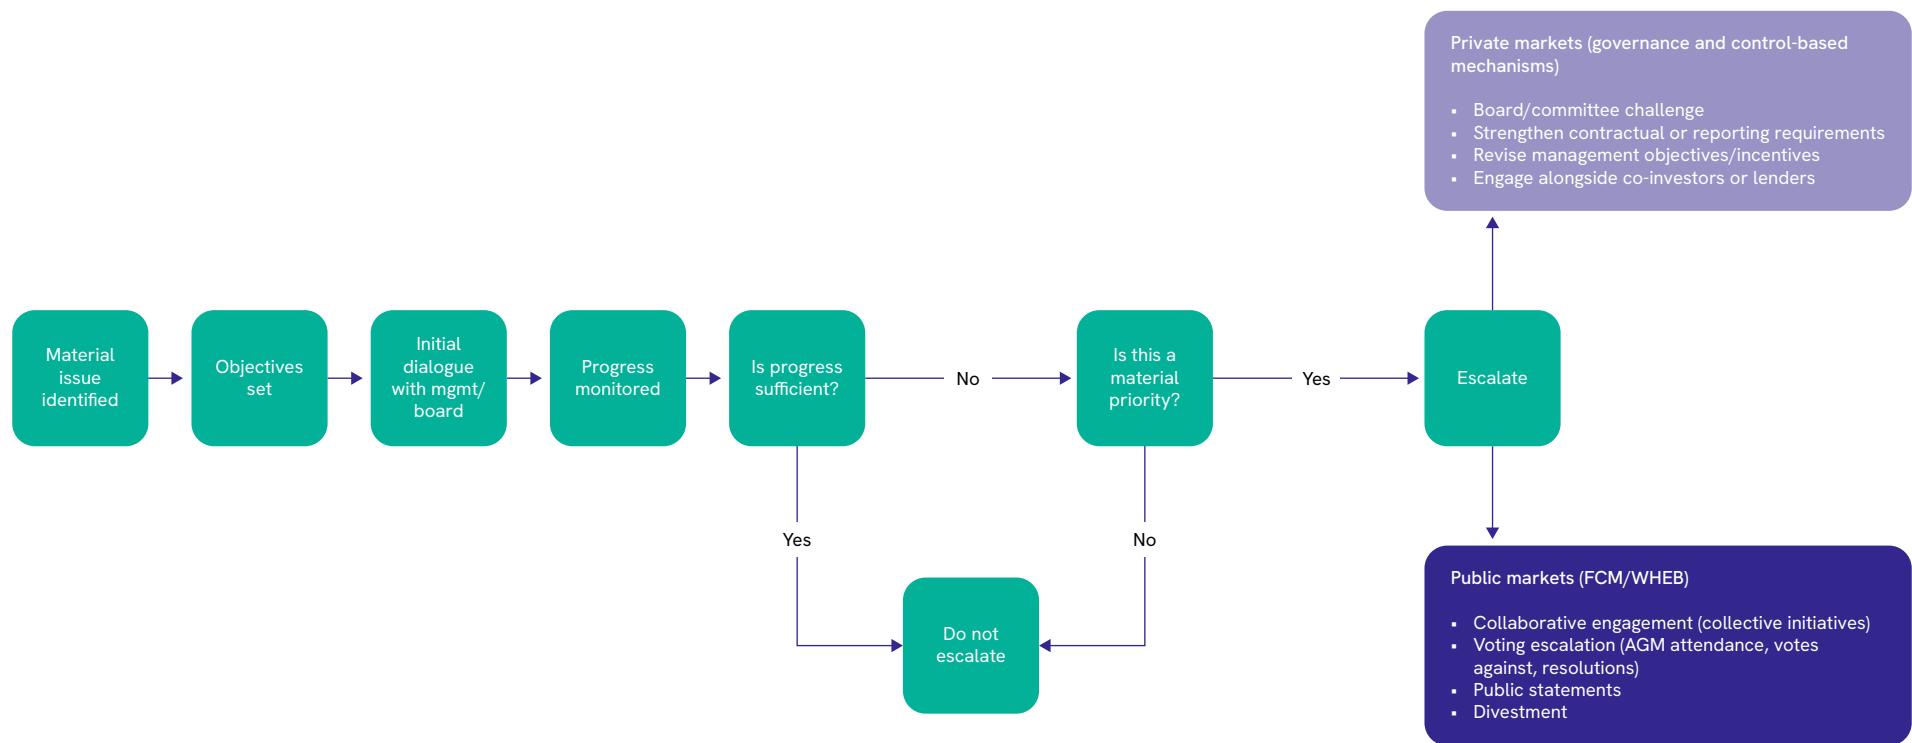 Private markets (governance and control-based
mechanisms)
▪ Board/committee challenge
▪ Strengthen contractual or reporting requirements
▪ Revise management objectives/incentives
▪ Engage alongside co-investors or lenders
Material
issue
identified
Objectives
set
Initial
dialogue
with mgmt/
board
Progress
monitored
Is progress
sufficient?
No
Is this a
material
priority?
Yes
Escalate
Yes
No
Do not
escalate
Public markets (FCM/WHEB)
▪ Collaborative engagement (collective initiatives)
▪ Voting escalation (AGM attendance, votes
against, resolutions)
▪ Public statements
▪ Divestment